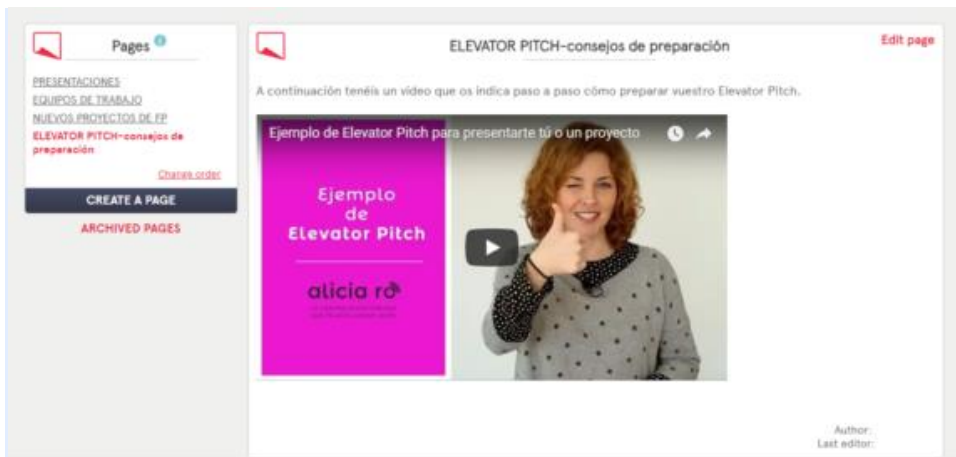 Pages
PRESENTACIONES
EQUIPOS DE TRABAJO
NUEVOS PROYECTOS DE FP
ELEVATOR PITCH-consejos de
preparación
Change order
CREATE A PAGE
ARCHIVED PAGES
ELEVATOR PITCH-consejos de preparación
Edit page
A continuación tenéis un vídeo que os indica paso a paso cómo preparar vuestro Elevator Pitch.
Ejemplo de Elevator Pitch para presentarte tú o un proyecto
Ejemplo
de
Elevator Pitch
alicia ro
Author:
Last editor: